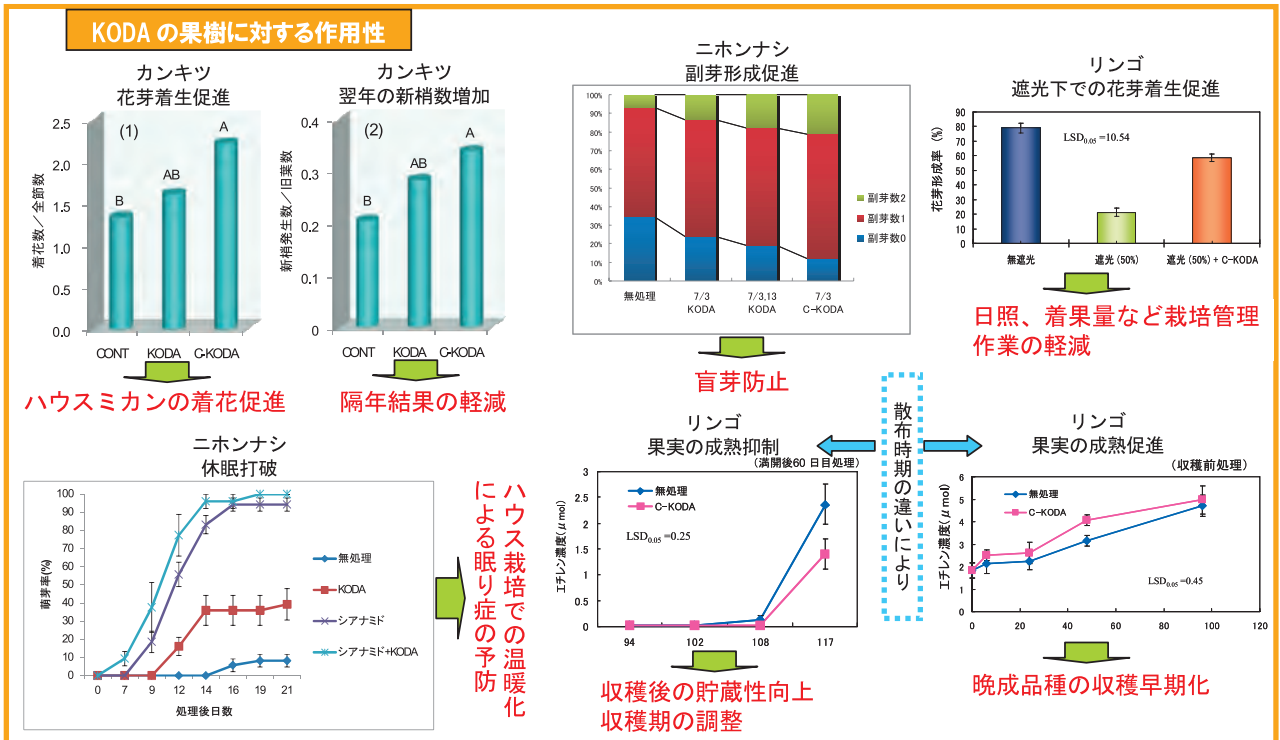 KODA の果樹に対する作用性
カンキツ
花芽着生促進
(1)
着花数／全節数
2.5
2.0
1.5
1.0
0.5
0.0
B
AB
A
CONT KODA C-KODA
ハウスミカンの着花促進
カンキツ
翌年の新梢数増加
(2)
新梢発生数／旧葉数
0.4
0.3
0.2
0.1
0
B
AB
A
CONT KODA C-KODA
隔年結果の軽減
ニホンナシ
副芽形成促進
100%
90%
80%
70%
60%
50%
40%
30%
20%
10%
0%
副芽数2
副芽数1
副芽数0
無処理
7/3
KODA
7/3,13
KODA
7/3
C-KODA
盲芽防止
リンゴ
遮光下での花芽着生促進
花芽形成率 (%)
90
80
70
60
50
40
30
20
10
0
LSD0.05 =10.54
無遮光 遮光 (50%) 遮光 (50%) + C-KODA
日照、着果量など栽培管理
作業の軽減
ニホンナシ
休眠打破
萌芽率(%)
100
90
80
70
60
50
40
30
20
10
0
0 7 9 12 14 16 19 21
処理後日数
無処理
KODA
シアナミド
シアナミド+KODA
ハウス栽培での温暖化
による眠り症の予防
リンゴ
果実の成熟抑制
(満開後60 日目処理)
エチレン濃度(μmol)
3
2.5
2
1.5
1
0.5
0
無処理
C-KODA
LSD0.05 =0.25
94 102 108 117
収穫後の貯蔵性向上
収穫期の調整
散布時期の違いにより
リンゴ
果実の成熟促進
(収穫前処理)
エチレン濃度(μmol)
6
5
4
3
2
1
0
無処理
C-KODA
LSD0.05 =0.45
0 20 40 60 80 100 120
晩成品種の収穫早期化